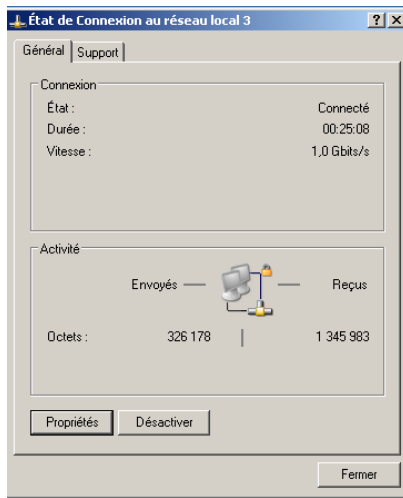 État de Connexion au réseau local 3
Général Support
Connexion
État : Connecté
Durée : 00:25:08
Vitesse : 1,0 Gbits/s
Activité
Envoyés — — Reçus
Octets : 326 178 | 1 345 983
Propriétés Désactiver
Fermer